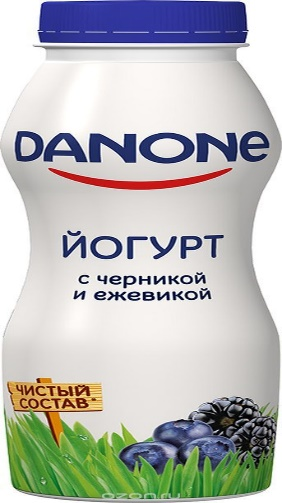 DANONE
ЙОГУРТ
с черникой
и ежевикой
ЧИСТЫЙ
СОСТАВ
ozon.ru